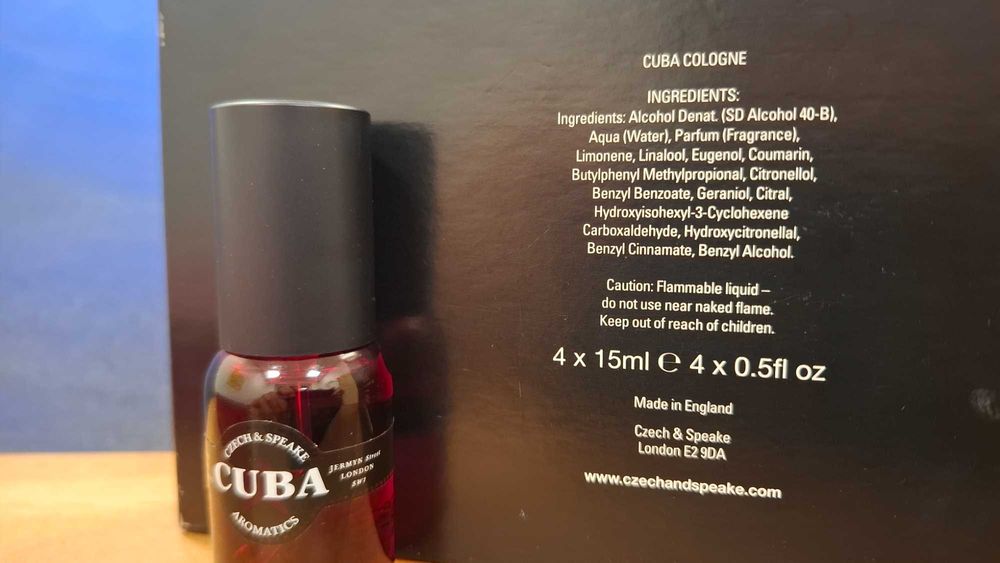 CUBA COLOGNE
INGREDIENTS:
Ingredients: Alcohol Denat. (SD Alcohol 40-B),
Aqua (Water), Parfum (Fragrance),
Limonene, Linalool, Eugenol, Coumarin,
Butylphenyl Methylpropional, Citronellol,
Benzyl Benzoate, Geraniol, Citral,
Hydroxyisohexyl-3-Cyclohexene
Carboxaldehyde, Hydroxycitronellal,
Benzyl Cinnamate, Benzyl Alcohol.
Caution: Flammable liquid –
do not use near naked flame.
Keep out of reach of children.
4 x 15ml ℮ 4 x 0.5fl oz
Made in England
Czech & Speake
London E2 9DA
www.czechandspeake.com
CZECH & SPEAKE
CUBA
AROMATICS
JERMYN Street
LONDON
SW1